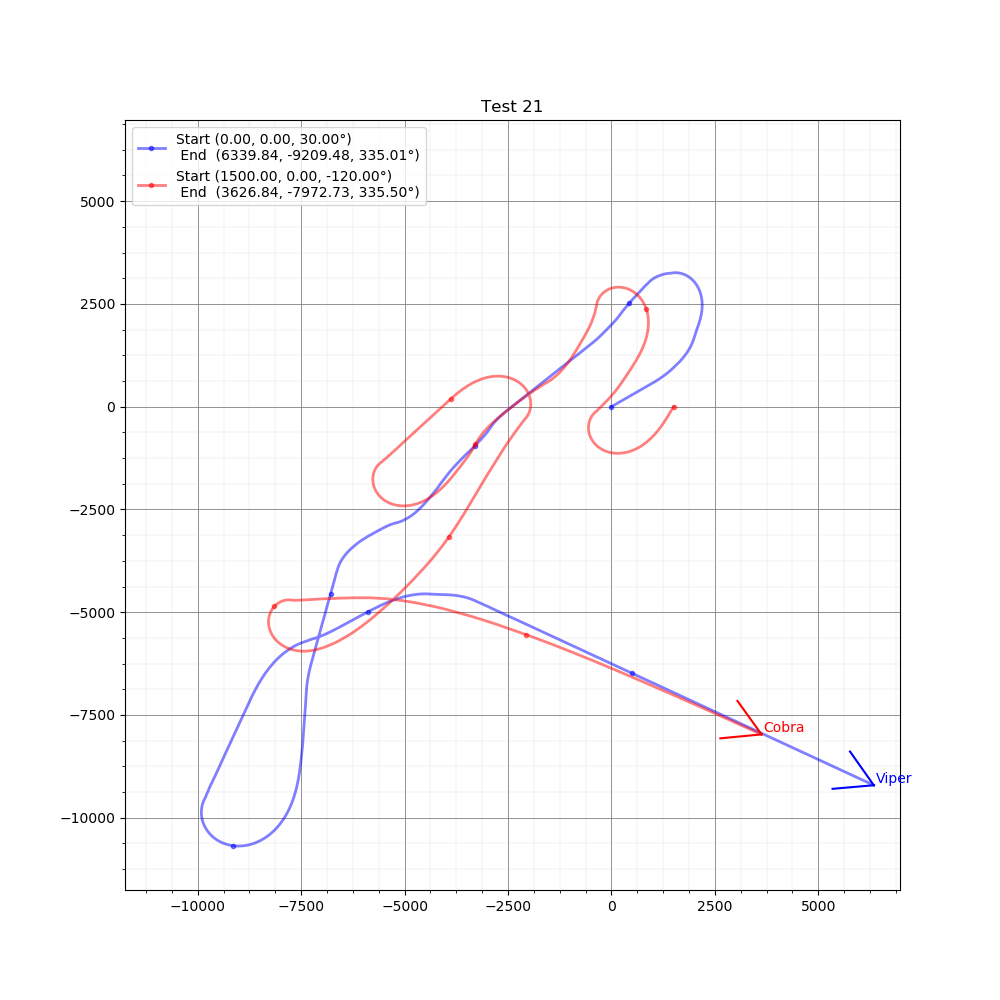 Test 21
Start (0.00, 0.00, 30.00°)
End (6339.84, -9209.48, 335.01°)
Start (1500.00, 0.00, -120.00°)
End (3626.84, -7972.73, 335.50°)
5000
2500
0
−2500
−5000
−7500
−10000
Cobra
Viper
−10000 −7500 −5000 −2500 0 2500 5000